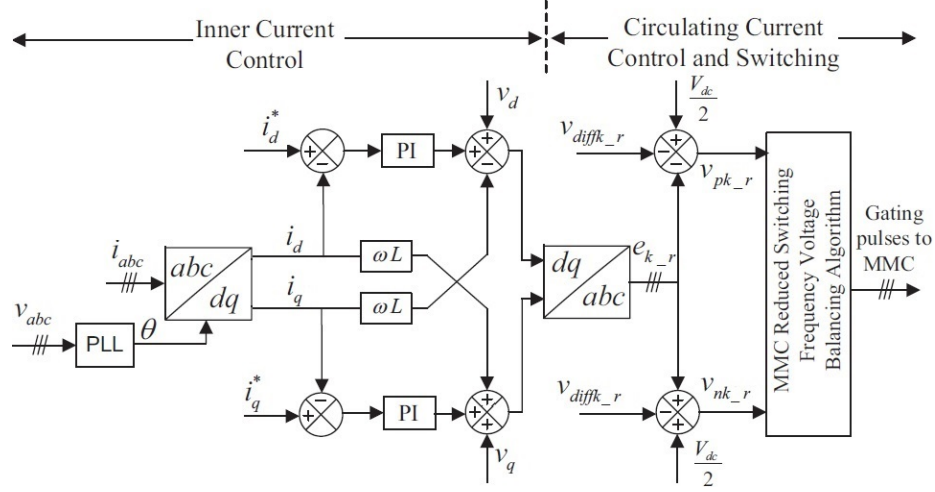 Inner Current
Control
Circulating Current
Control and Switching
v_d
V_dc
2
i_d^*
PI
v_diffk_r
v_pk_r
i_abc
abc
dq
i_d
ωL
i_q
ωL
v_abc
PLL
θ
dq
abc
e_k_r
MMC Reduced Switching
Frequency Voltage
Balancing Algorithm
Gating
pulses to
MMC
i_q^*
PI
v_q
v_diffk_r
v_nk_r
V_dc
2